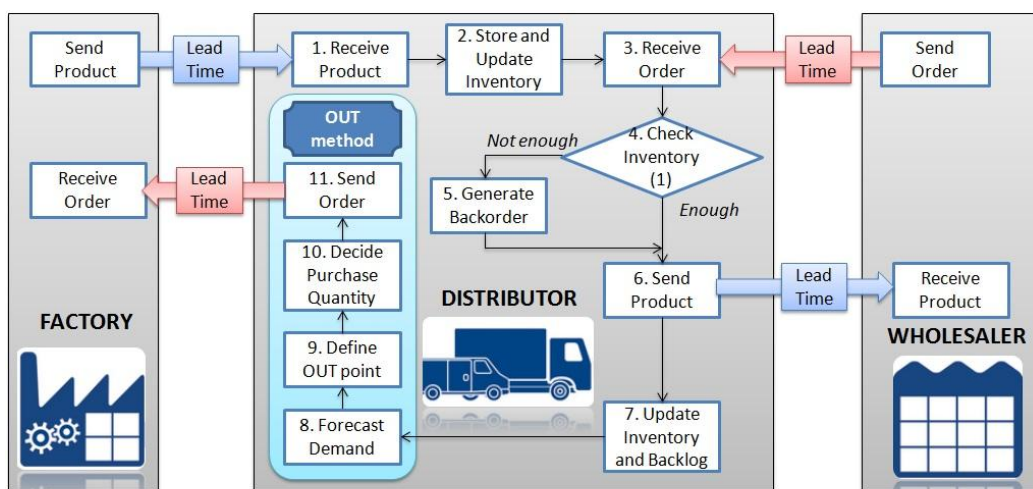 Send
Product
Lead
Time
1. Receive
Product
2. Store and
Update
Inventory
3. Receive
Order
Lead
Time
Send
Order
OUT
method
Not enough
4. Check
Inventory
(1)
Receive
Order
Lead
Time
11. Send
Order
5. Generate
Backorder
Enough
10. Decide
Purchase
Quantity
6. Send
Product
Lead
Time
Receive
Product
FACTORY
DISTRIBUTOR
WHOLESALER
9. Define
OUT point
8. Forecast
Demand
7. Update
Inventory
and Backlog